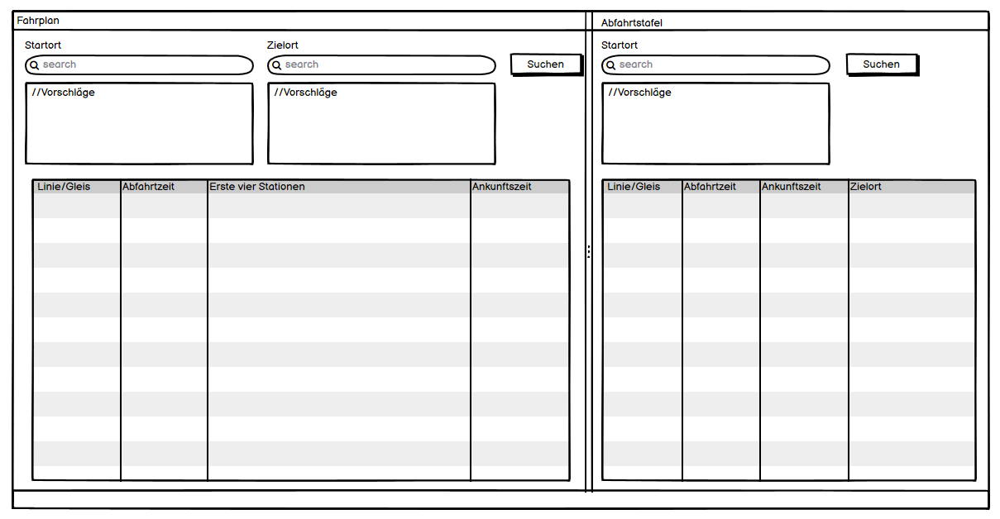 Fahrplan
Startort
Zielort
search
search
Suchen
//Vorschläge
//Vorschläge
Linie/Gleis
Abfahrtzeit
Erste vier Stationen
Ankunftszeit
Abfahrtstafel
Startort
search
Suchen
//Vorschläge
Linie/Gleis
Abfahrtzeit
Ankunftszeit
Zielort